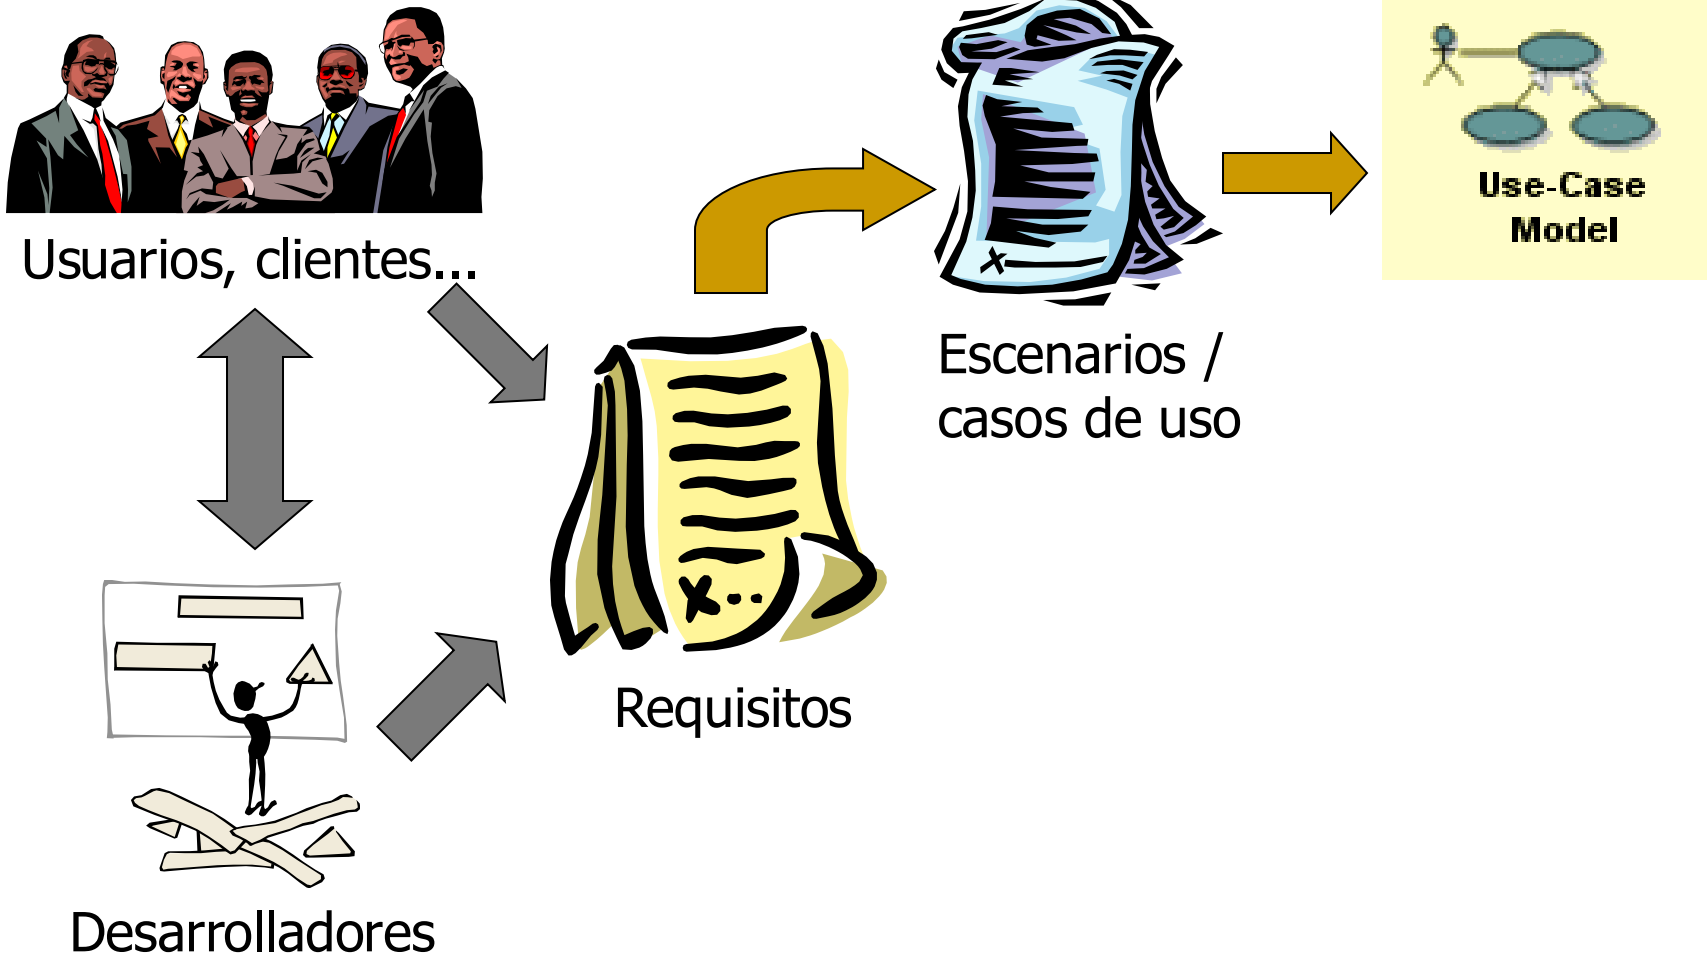 Usuarios, clientes...
Use-Case
Model
Escenarios /
casos de uso
Requisitos
Desarrolladores